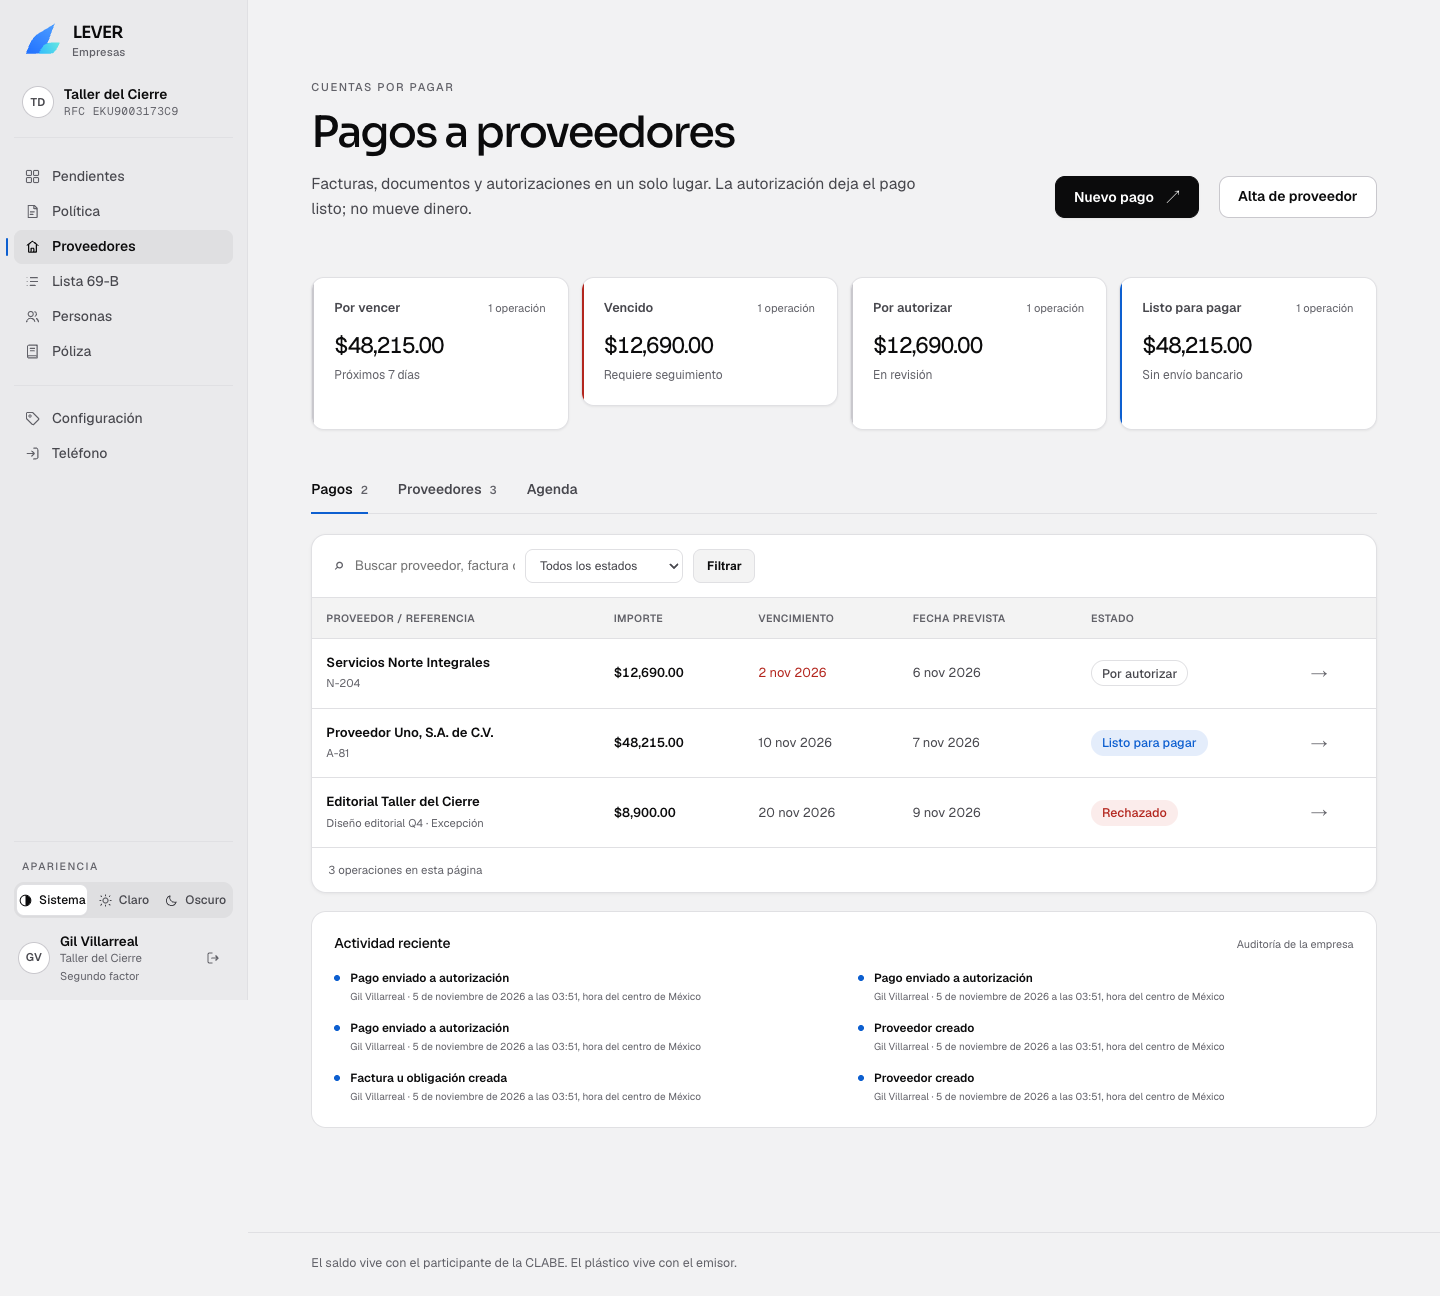 LEVER
Empresas
TD
Taller del Cierre
RFC EKU9003173C9
Pendientes
Política
Proveedores
Lista 69-B
Personas
Póliza
Configuración
Teléfono
APARIENCIA
Sistema Claro Oscuro
GV
Gil Villarreal
Taller del Cierre
Segundo factor
CUENTAS POR PAGAR
Pagos a proveedores
Facturas, documentos y autorizaciones en un solo lugar. La autorización deja el pago
listo; no mueve dinero.
Nuevo pago
Alta de proveedor
Por vencer 1 operación
$48,215.00
Próximos 7 días
Vencido 1 operación
$12,690.00
Requiere seguimiento
Por autorizar 1 operación
$12,690.00
En revisión
Listo para pagar 1 operación
$48,215.00
Sin envío bancario
Pagos 2 Proveedores 3 Agenda
Buscar proveedor, factura Todos los estados Filtrar
PROVEEDOR / REFERENCIA IMPORTE VENCIMIENTO FECHA PREVISTA ESTADO
Servicios Norte Integrales
N-204
$12,690.00 2 nov 2026 6 nov 2026 Por autorizar →
Proveedor Uno, S.A. de C.V.
A-81
$48,215.00 10 nov 2026 7 nov 2026 Listo para pagar →
Editorial Taller del Cierre
Diseño editorial Q4 · Excepción
$8,900.00 20 nov 2026 9 nov 2026 Rechazado →
3 operaciones en esta página
Actividad reciente Auditoría de la empresa
Pago enviado a autorización
Gil Villarreal · 5 de noviembre de 2026 a las 03:51, hora del centro de México
Pago enviado a autorización
Gil Villarreal · 5 de noviembre de 2026 a las 03:51, hora del centro de México
Pago enviado a autorización
Gil Villarreal · 5 de noviembre de 2026 a las 03:51, hora del centro de México
Proveedor creado
Gil Villarreal · 5 de noviembre de 2026 a las 03:51, hora del centro de México
Factura u obligación creada
Gil Villarreal · 5 de noviembre de 2026 a las 03:51, hora del centro de México
Proveedor creado
Gil Villarreal · 5 de noviembre de 2026 a las 03:51, hora del centro de México
El saldo vive con el participante de la CLABE. El plástico vive con el emisor.